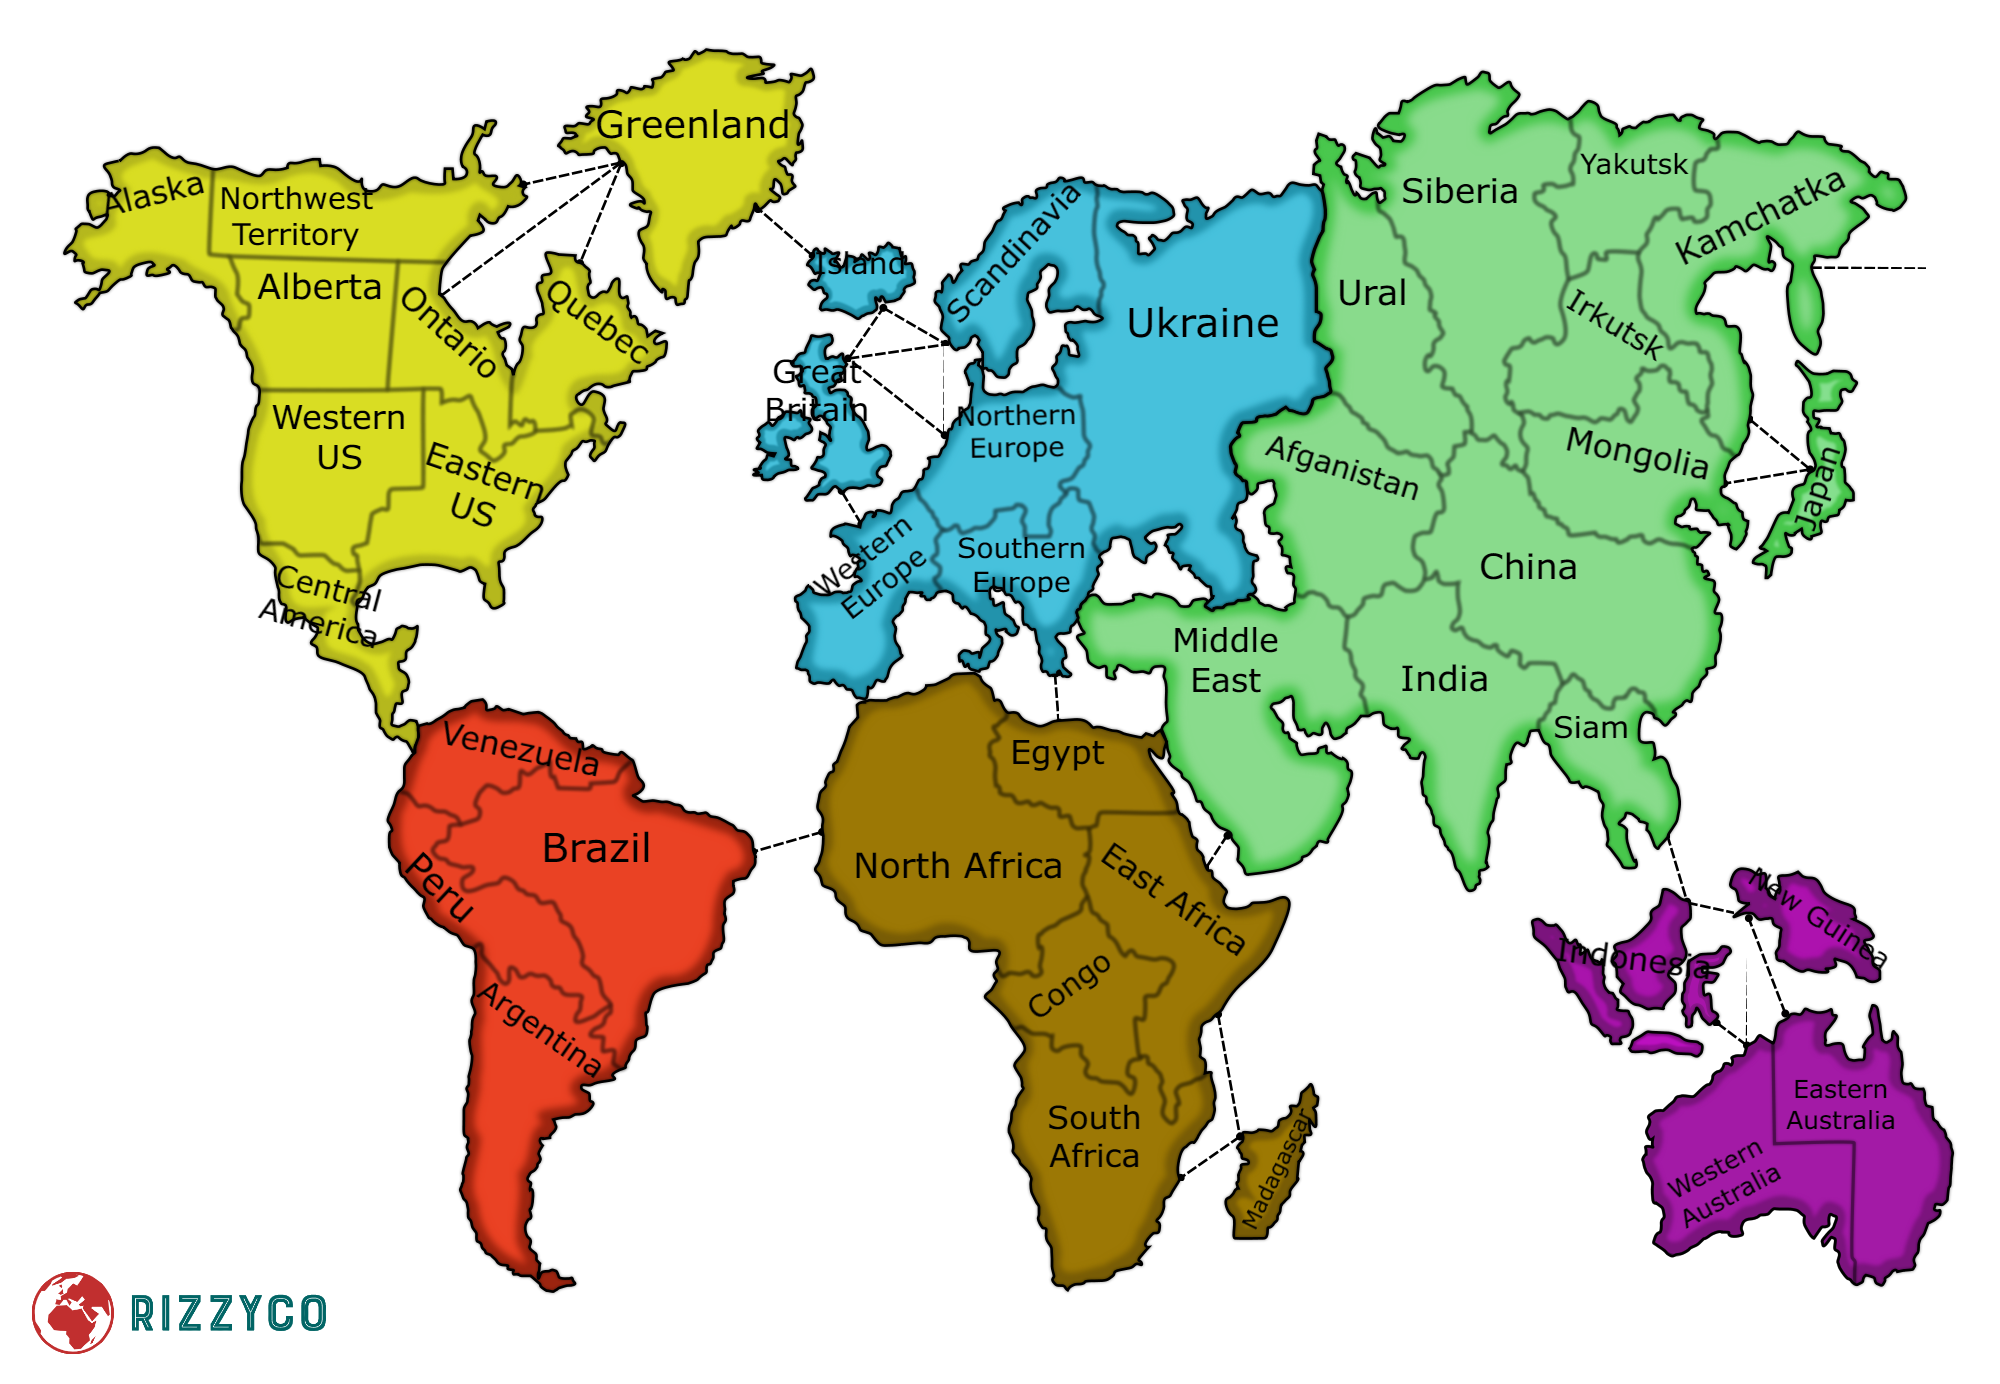 Greenland
Alaska
Northwest
Territory
Alberta
Ontario
Quebec
Western
US
Eastern
US
Central
America
Venezuela
Brazil
Peru
Argentina
Island
Scandinavia
Ukraine
Great
Britain
Northern
Europe
Western
Europe
Southern
Europe
North Africa
Egypt
East Africa
Congo
South
Africa
Madagascar
Ural
Siberia
Yakutsk
Kamchatka
Irkutsk
Mongolia
Japan
Afganistan
China
Middle
East
India
Siam
Indonesia
New Guinea
Eastern
Australia
Western
Australia
RIZZYCO